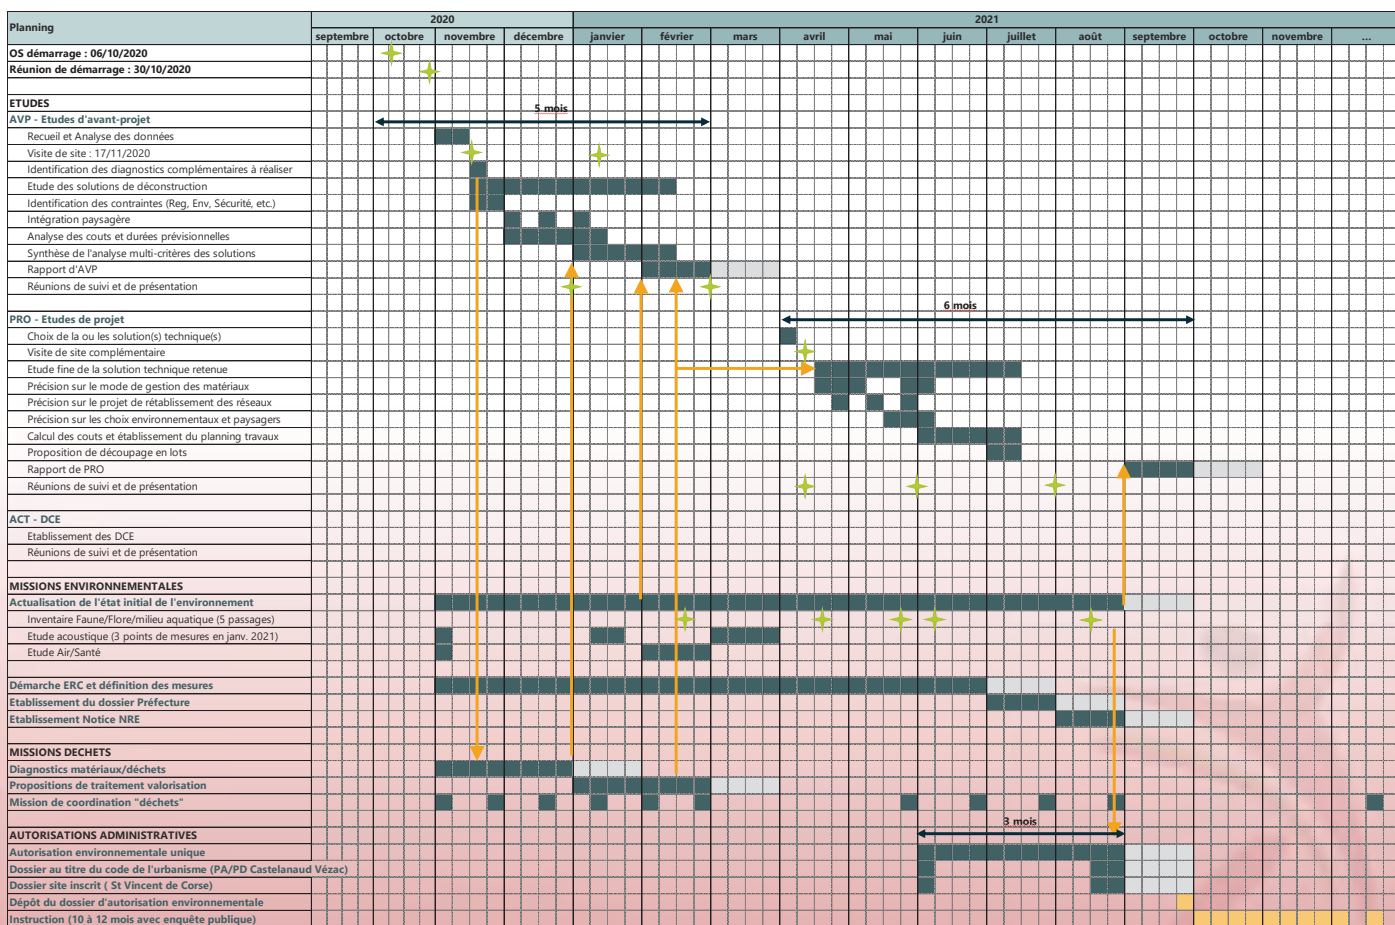 Planning
2020
2021
septembre octobre novembre décembre janvier février mars avril mai juin juillet août septembre octobre novembre ...
OS démarrage : 06/10/2020
Réunion de démarrage : 30/10/2020
ETUDES
5 mois
AVP - Etudes d'avant-projet
Recueil et Analyse des données
Visite de site : 17/11/2020
Identification des diagnostics complémentaires à réaliser
Etude des solutions de déconstruction
Identification des contraintes (Reg, Env, Sécurité, etc.)
Intégration paysagère
Analyse des couts et durées prévisionnelles
Synthèse de l'analyse multi-critères des solutions
Rapport d'AVP
Réunions de suivi et de présentation
6 mois
PRO - Etudes de projet
Choix de la ou les solution(s) technique(s)
Visite de site complémentaire
Etude fine de la solution technique retenue
Précision sur le mode de gestion des matériaux
Précision sur le projet de rétablissement des réseaux
Précision sur les choix environnementaux et paysagers
Calcul des couts et établissement du planning travaux
Proposition de découpage en lots
Rapport de PRO
Réunions de suivi et de présentation
ACT - DCE
Etablissement des DCE
Réunions de suivi et de présentation
MISSIONS ENVIRONNEMENTALES
Actualisation de l'état initial de l'environnement
Inventaire Faune/Flore/milieu aquatique (5 passages)
Etude acoustique (3 points de mesures en janv. 2021)
Etude Air/Santé
Démarche ERC et définition des mesures
Etablissement du dossier Préfecture
Etablissement Notice NRE
MISSIONS DECHETS
Diagnostics matériaux/déchets
Propositions de traitement valorisation
Mission de coordination "déchets"
3 mois
AUTORISATIONS ADMINISTRATIVES
Autorisation environnementale unique
Dossier au titre du code de l'urbanisme (PA/PD Castelanaud Vézac)
Dossier site inscrit ( St Vincent de Corse)
Dépôt du dossier d'autorisation environnementale
Instruction (10 à 12 mois avec enquête publique)